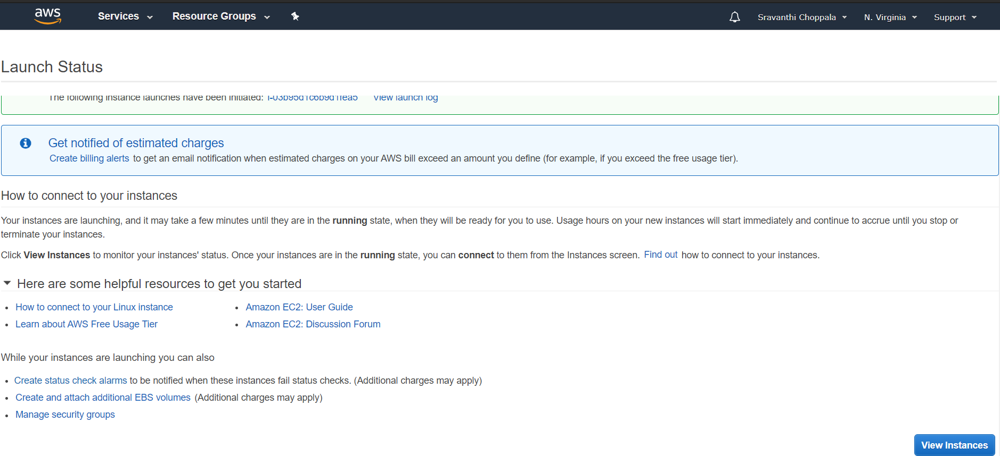 aws Services Resource Groups Sravanthi Choppala N. Virginia Support
Launch Status
The following instance launches have been initiated: i-03b95d1c6b9d1fea5 View launch log
Get notified of estimated charges
Create billing alerts to get an email notification when estimated charges on your AWS bill exceed an amount you define (for example, if you exceed the free usage tier).
How to connect to your instances
Your instances are launching, and it may take a few minutes until they are in the running state, when they will be ready for you to use. Usage hours on your new instances will start immediately and continue to accrue until you stop or
terminate your instances.
Click View Instances to monitor your instances' status. Once your instances are in the running state, you can connect to them from the Instances screen. Find out how to connect to your instances.
Here are some helpful resources to get you started
• How to connect to your Linux instance • Amazon EC2: User Guide
• Learn about AWS Free Usage Tier • Amazon EC2: Discussion Forum
While your instances are launching you can also
• Create status check alarms to be notified when these instances fail status checks. (Additional charges may apply)
• Create and attach additional EBS volumes (Additional charges may apply)
• Manage security groups
View Instances